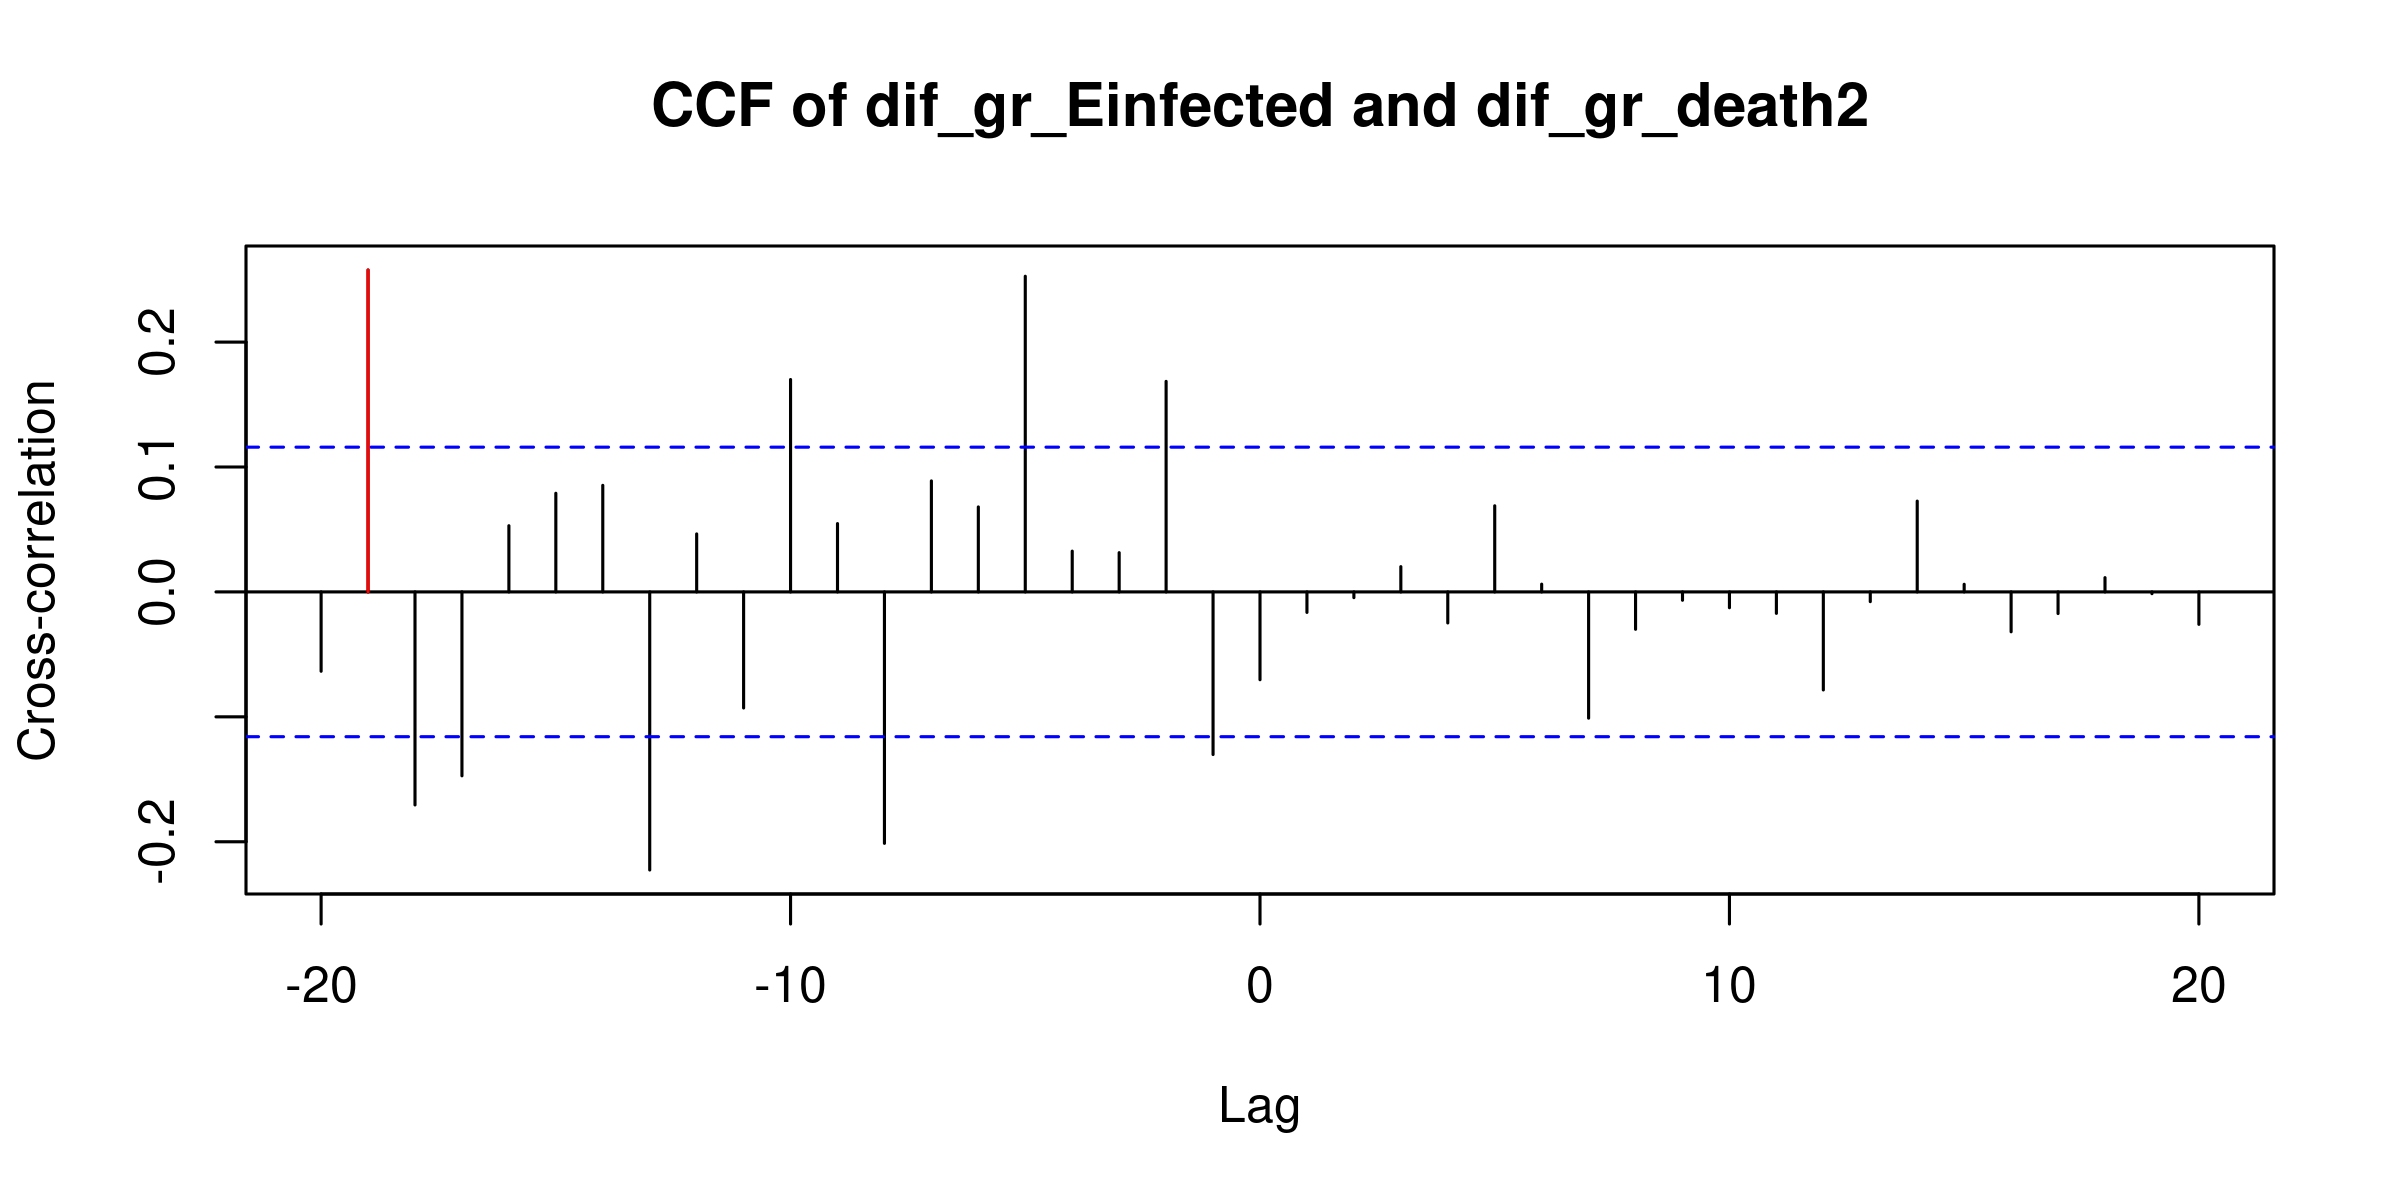 CCF of dif_gr_Einfected and dif_gr_death2
Cross-correlation
0.2
0.1
0.0
-0.2
-20 -10 0 10 20
Lag